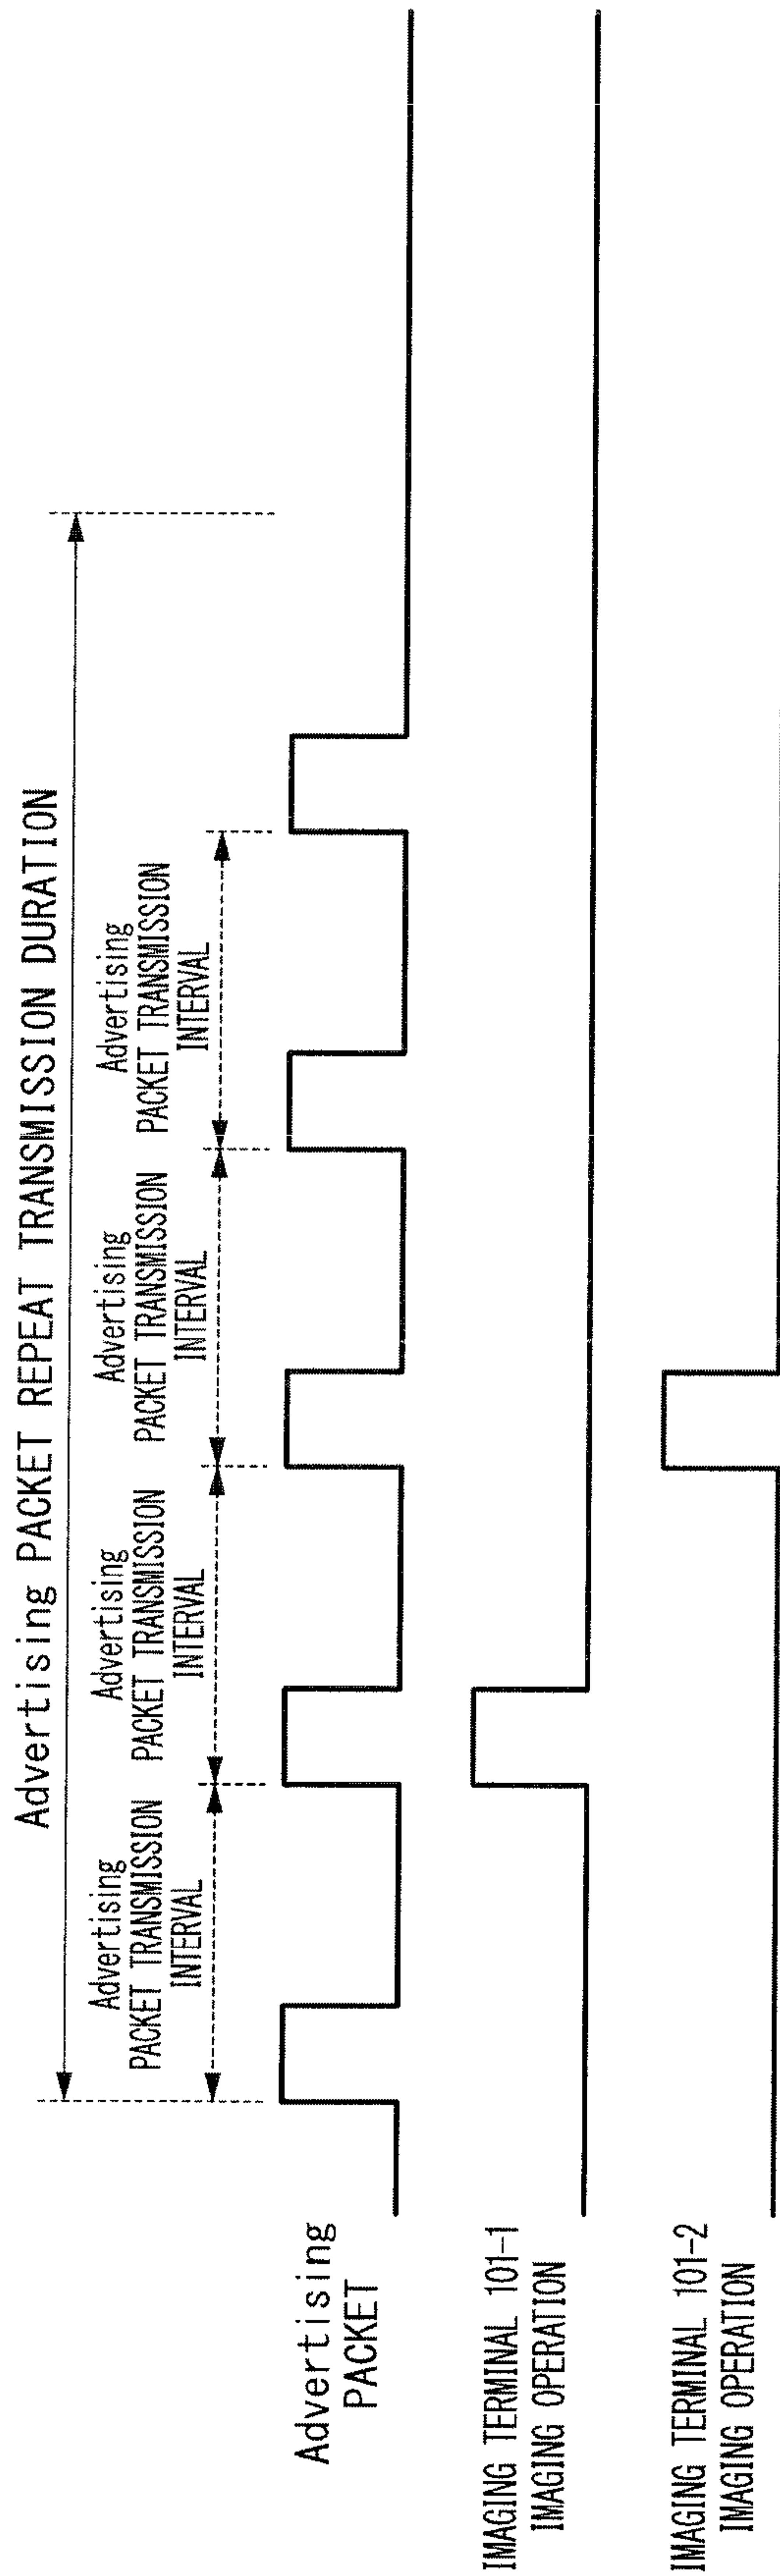 Advertising PACKET REPEAT TRANSMISSION DURATION
Advertising
PACKET TRANSMISSION
INTERVAL
Advertising
PACKET TRANSMISSION
INTERVAL
Advertising
PACKET TRANSMISSION
INTERVAL
Advertising
PACKET TRANSMISSION
INTERVAL
Advertising
PACKET
IMAGING TERMINAL 101-1
IMAGING OPERATION
IMAGING TERMINAL 101-2
IMAGING OPERATION